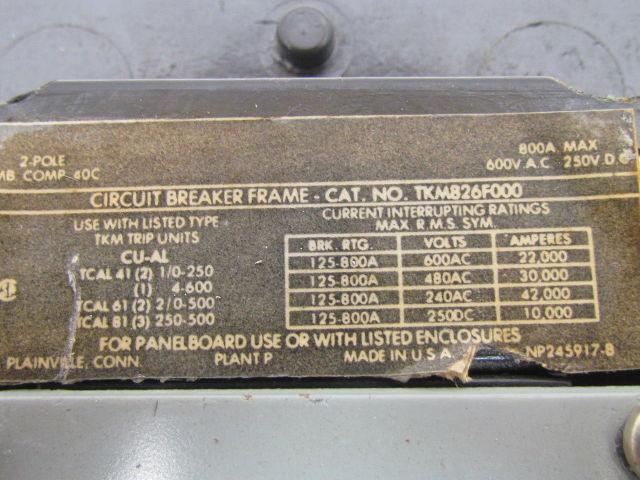 2-POLE
800A. MAX
MB COMP 40C
600V.A.C. 250V.D.C
CIRCUIT BREAKER FRAME - CAT. NO. TKM826F000
USE WITH LISTED TYPE
TKM TRIP UNITS
CU-AL
TCAL 41 (2) 1/0-250
(1) 4-600
TCAL 61 (2) 2/0-500
TCAL 81 (3) 250-500
CURRENT INTERRUPTING RATINGS
MAX. R.M.S. SYM.
BRK. RTG. VOLTS AMPERES
125-800A 600AC 22,000
125-800A 480AC 30,000
125-800A 240AC 42,000
125-800A 250DC 10,000
FOR PANELBOARD USE OR WITH LISTED ENCLOSURES
PLAINVILLE, CONN. PLANT P MADE IN U.S.A. NP245917-B